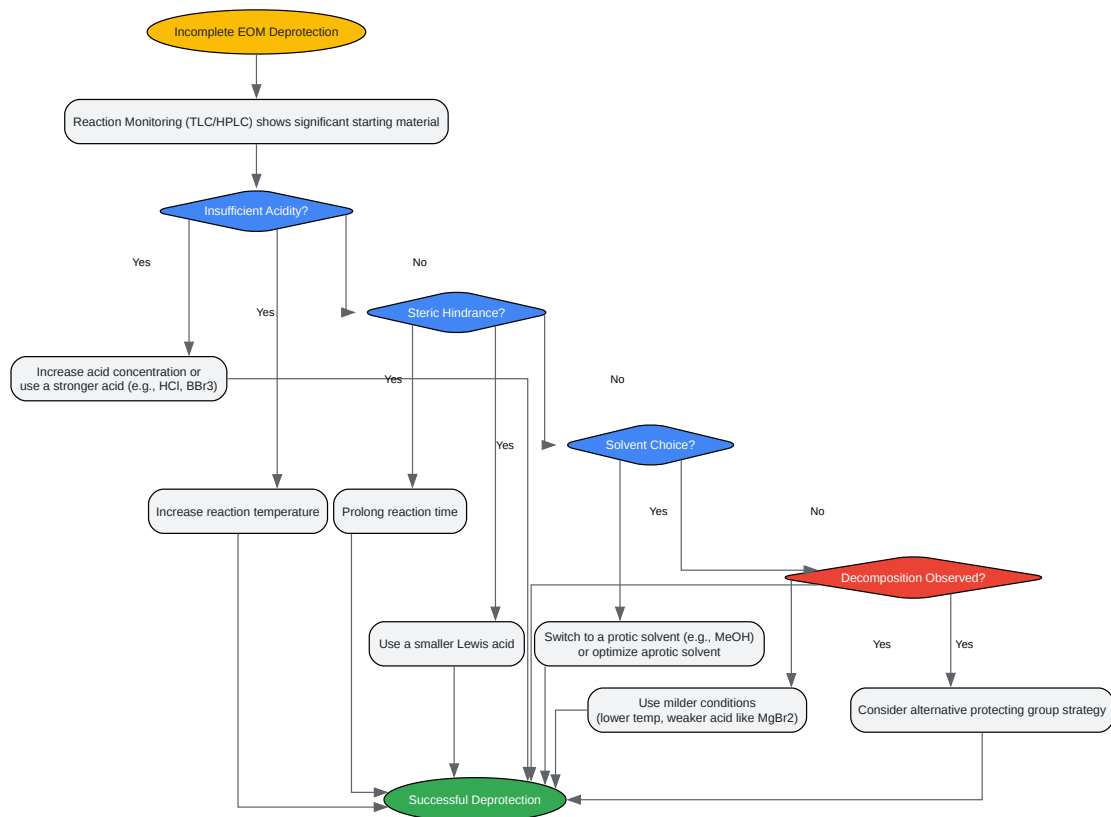 Incomplete EOM Deprotection
Reaction Monitoring (TLC/HPLC) shows significant starting material
Insufficient Acidity?
Yes
No
Yes
Steric Hindrance?
Increase acid concentration or
use a stronger acid (e.g., HCl, BBr3)
Yes
No
Yes
Solvent Choice?
Increase reaction temperature
Prolong reaction time
Yes
No
Decomposition Observed?
Use a smaller Lewis acid
Switch to a protic solvent (e.g., MeOH)
or optimize aprotic solvent
Yes
Yes
Use milder conditions
(lower temp, weaker acid like MgBr2)
Consider alternative protecting group strategy
Successful Deprotection